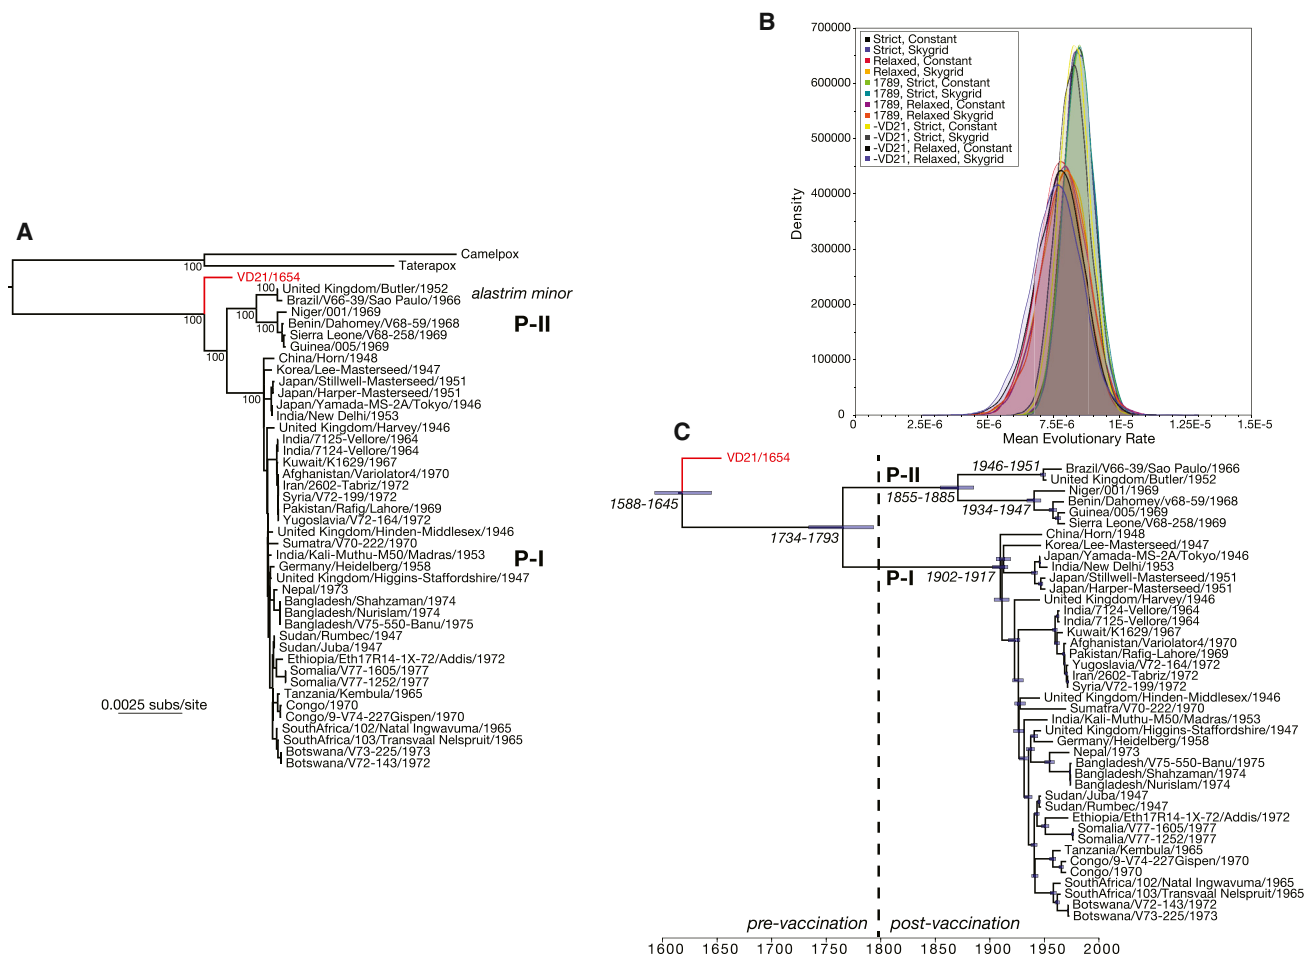 A
Camelpox
Taterapox
100
VD21/1654
100
100
United Kingdom/Butler/1952
Brazil/V66-39/Sao Paulo/1966
alastrim minor
100
100
Niger/001/1969
Benin/Dahomey/V68-59/1968
Sierra Leone/V68-258/1969
Guinea/005/1969
P-II
100
China/Horn/1948
Korea/Lee-Masterseed/1947
Japan/Stillwell-Masterseed/1951
Japan/Harper-Masterseed/1951
100
Japan/Yamada-MS-2A/Tokyo/1946
India/New Delhi/1953
United Kingdom/Harvey/1946
India/7125-Vellore/1964
India/7124-Vellore/1964
Kuwait/K1629/1967
Afghanistan/Variolator4/1970
Iran/2602-Tabriz/1972
Syria/V72-199/1972
Pakistan/Rafig/Lahore/1969
Yugoslavia/V72-164/1972
United Kingdom/Hinden-Middlesex/1946
Sumatra/V70-222/1970
India/Kali-Muthu-M50/Madras/1953
P-I
Germany/Heidelberg/1958
United Kingdom/Higgins-Staffordshire/1947
Nepal/1973
Bangladesh/Shahzaman/1974
Bangladesh/Nurislam/1974
Bangladesh/V75-550-Banu/1975
Sudan/Rumbec/1947
Sudan/Juba/1947
Ethiopia/Eth17R14-1X-72/Addis/1972
Somalia/V77-1605/1977
Somalia/V77-1252/1977
Tanzania/Kembula/1965
Congo/1970
Congo/9-V74-227Gispen/1970
SouthAfrica/102/Natal Ingwavuma/1965
SouthAfrica/103/Transvaal Nelspruit/1965
Botswana/V73-225/1973
Botswana/V72-143/1972
0.0025 subs/site
B
700000
600000
500000
400000
300000
200000
100000
0
Density
Strict, Constant
Strict, Skygrid
Relaxed, Constant
Relaxed, Skygrid
1789, Strict, Constant
1789, Strict, Skygrid
1789, Relaxed, Constant
1789, Relaxed Skygrid
-VD21, Strict, Constant
-VD21, Strict, Skygrid
-VD21, Relaxed, Constant
-VD21, Relaxed, Skygrid
0 2.5E-6 5E-6 7.5E-6 1E-5 1.25E-5 1.5E-5
Mean Evolutionary Rate
C
VD21/1654
1588-1645
1734-1793
P-II
1946-1951
1855-1885
1934-1947
Brazil/V66-39/Sao Paulo/1966
United Kingdom/Butler/1952
Niger/001/1969
Benin/Dahomey/v68-59/1968
Guinea/005/1969
Sierra Leone/V68-258/1969
P-I
1902-1917
China/Horn/1948
Korea/Lee-Masterseed/1947
Japan/Yamada-MS-2A/Tokyo/1946
India/New Delhi/1953
Japan/Stillwell-Masterseed/1951
Japan/Harper-Masterseed/1951
United Kingdom/Harvey/1946
India/7124-Vellore/1964
India/7125-Vellore/1964
Kuwait/K1629/1967
Afghanistan/Variolator4/1970
Pakistan/Rafig-Lahore/1969
Yugoslavia/V72-164/1972
Iran/2602-Tabriz/1972
Syria/V72-199/1972
United Kingdom/Hinden-Middlesex/1946
Sumatra/V70-222/1970
India/Kali-Muthu-M50/Madras/1953
United Kingdom/Higgins-Staffordshire/1947
Germany/Heidelberg/1958
Nepal/1973
Bangladesh/V75-550-Banu/1975
Bangladesh/Shahzaman/1974
Bangladesh/Nurislam/1974
Sudan/Juba/1947
Sudan/Rumbec/1947
Ethiopia/Eth17R14-1X-72/Addis/1972
Somalia/V77-1605/1977
Somalia/V77-1252/1977
Tanzania/Kembula/1965
Congo/9-V74-227Gispen/1970
Congo/1970
SouthAfrica/102/Natal Ingwavuma/1965
SouthAfrica/103/Transvaal Nelspruit/1965
Botswana/V72-143/1972
Botswana/V73-225/1973
pre-vaccination post-vaccination
1600 1650 1700 1750 1800 1850 1900 1950 2000